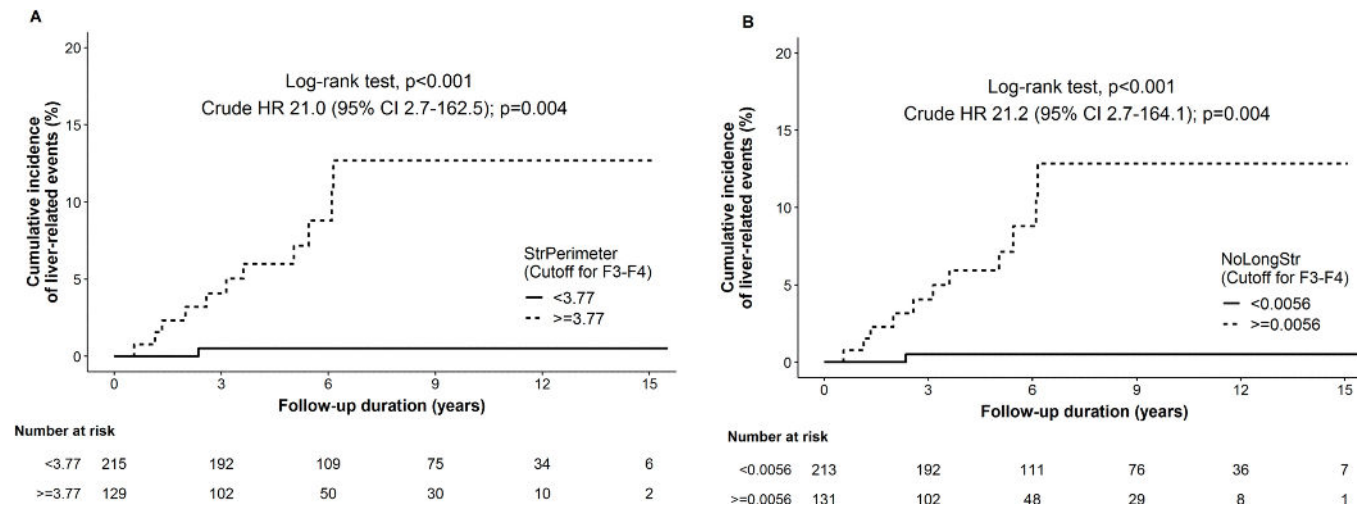 A
Cumulative incidence
of liver-related events (%)
20
15
10
5
0
Log-rank test, p<0.001
Crude HR 21.0 (95% CI 2.7-162.5); p=0.004
StrPerimeter
(Cutoff for F3-F4)
<3.77
>=3.77
0 3 6 9 12 15
Follow-up duration (years)
Number at risk
<3.77 215 192 109 75 34 6
>=3.77 129 102 50 30 10 2
B
Cumulative incidence
of liver-related events (%)
20
15
10
5
0
Log-rank test, p<0.001
Crude HR 21.2 (95% CI 2.7-164.1); p=0.004
NoLongStr
(Cutoff for F3-F4)
<0.0056
>=0.0056
0 3 6 9 12 15
Follow-up duration (years)
Number at risk
<0.0056 213 192 111 76 36 7
>=0.0056 131 102 48 29 8 1